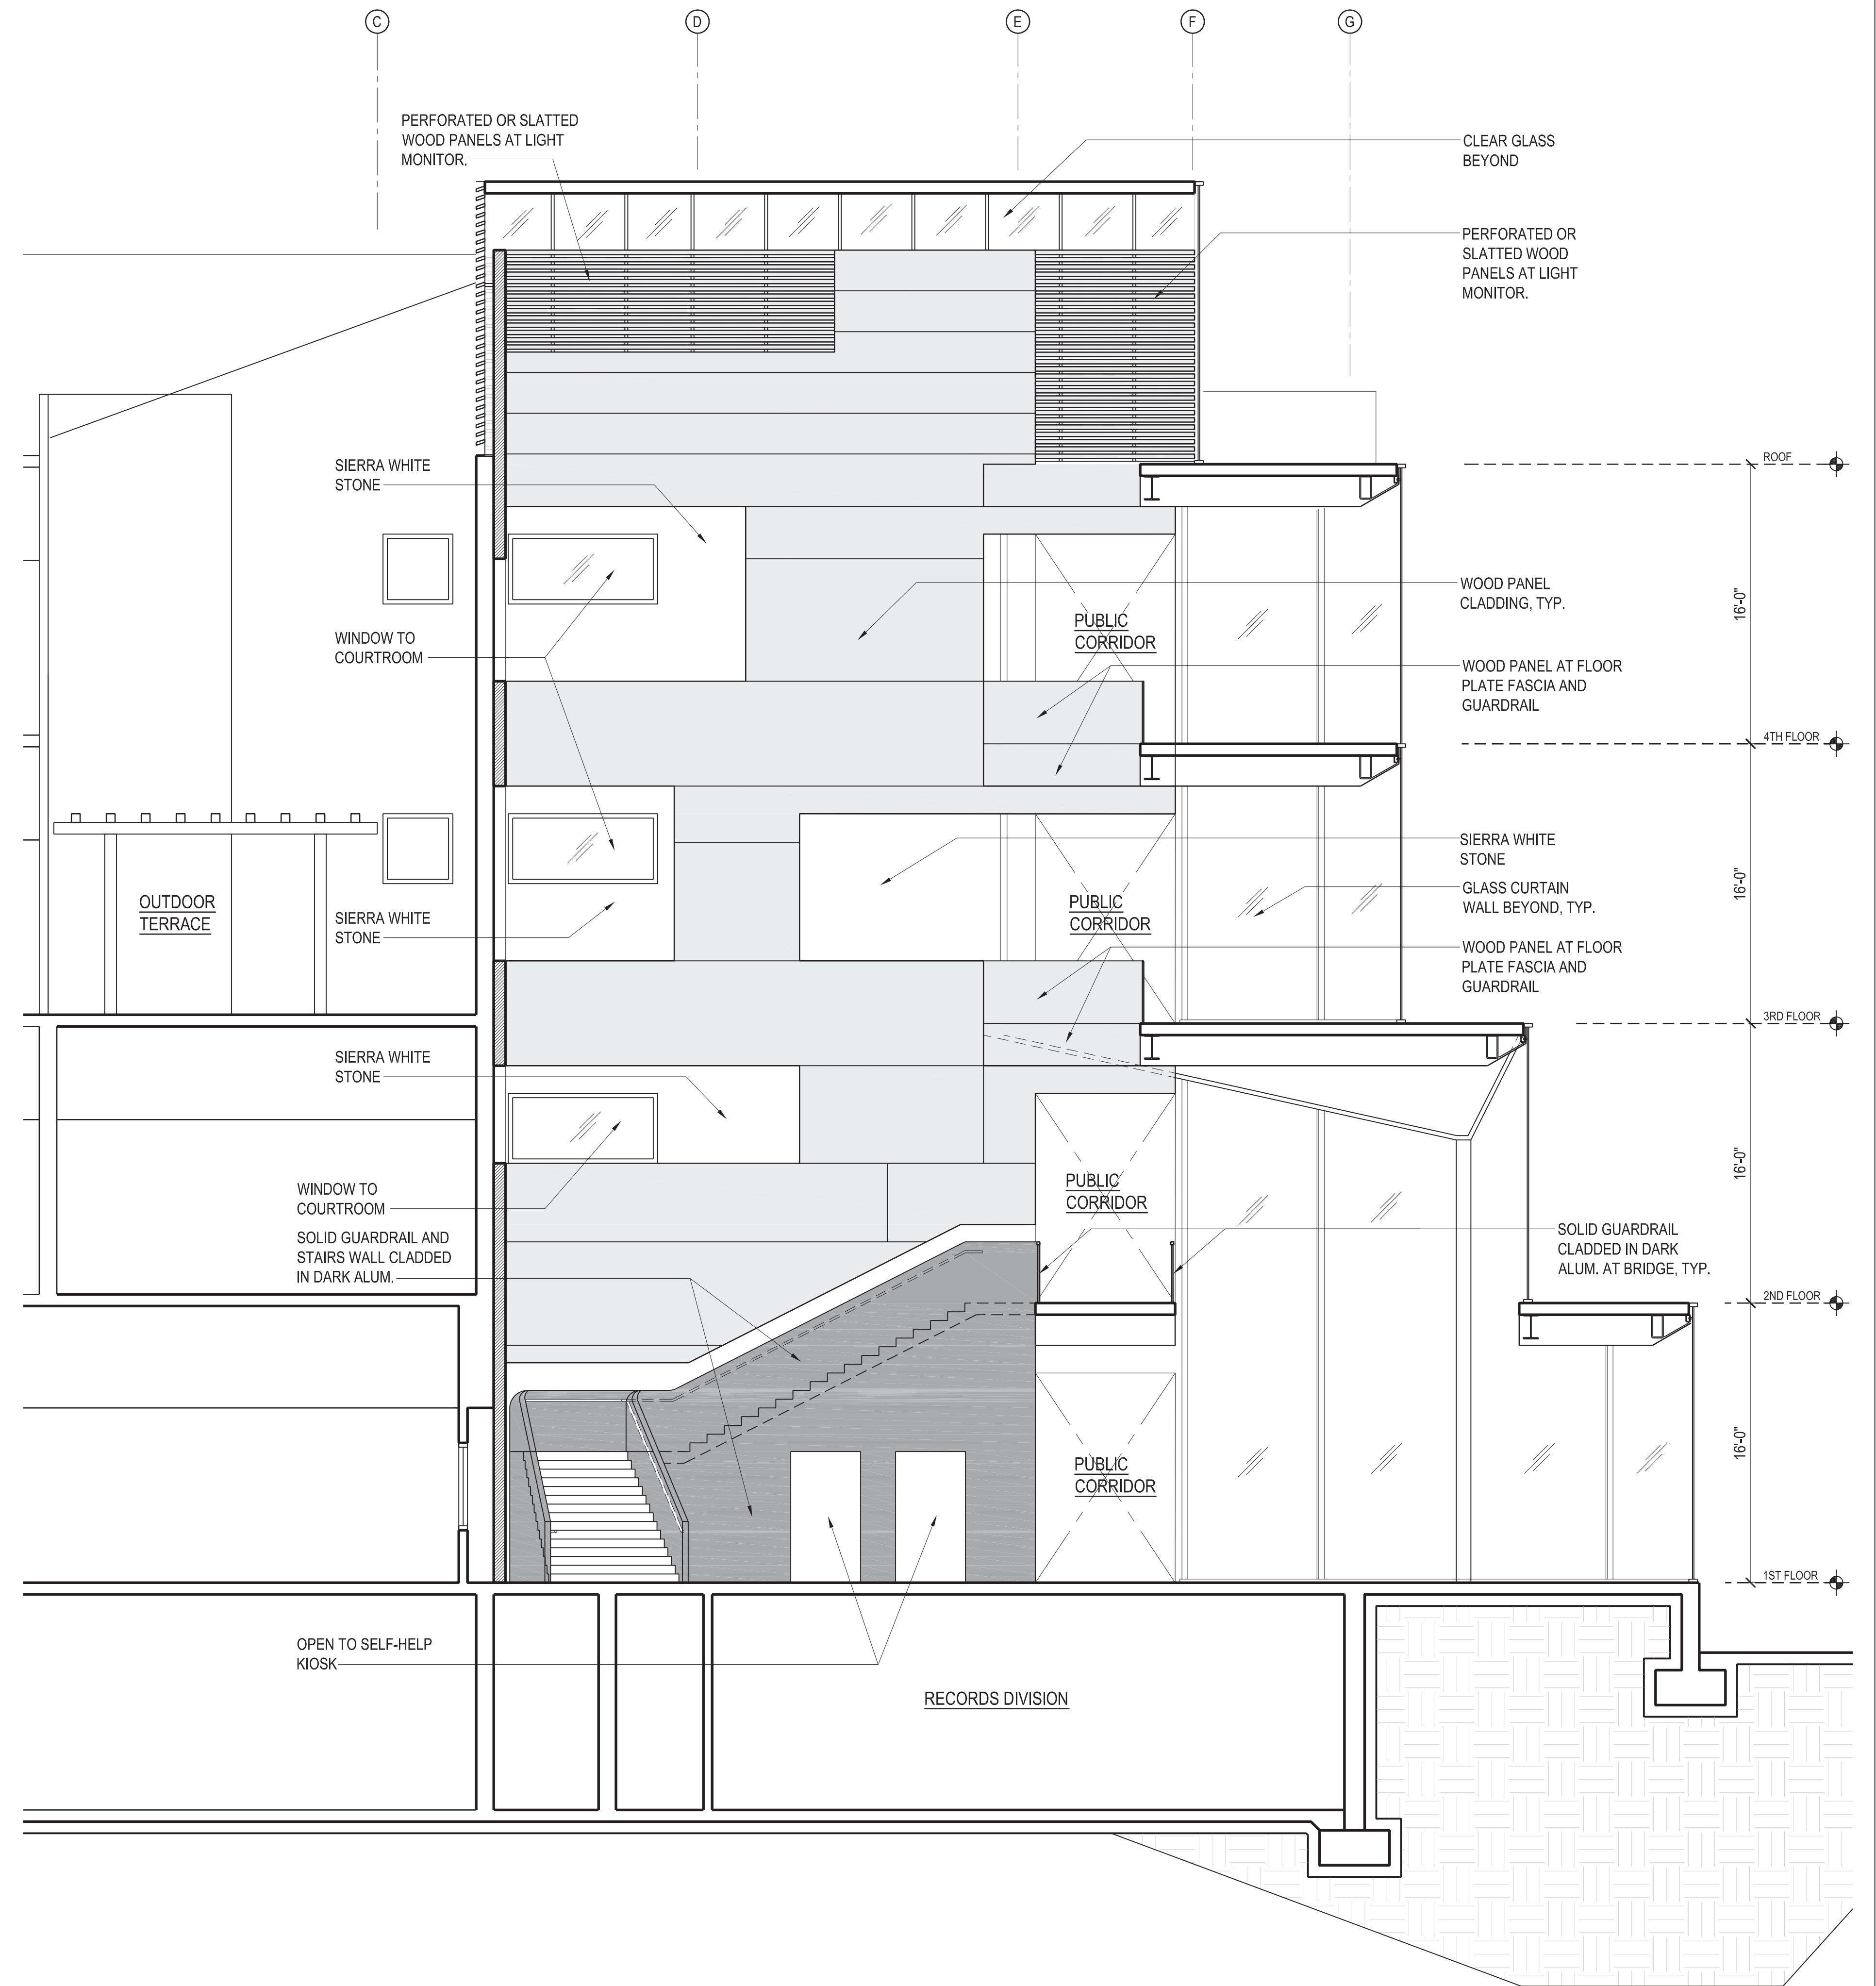 C
D
E
F
G
PERFORATED OR SLATTED
WOOD PANELS AT LIGHT
MONITOR.
CLEAR GLASS
BEYOND
PERFORATED OR
SLATTED WOOD
PANELS AT LIGHT
MONITOR.
ROOF
SIERRA WHITE
STONE
WOOD PANEL
CLADDING, TYP.
16'-0"
PUBLIC
CORRIDOR
WINDOW TO
COURTROOM
WOOD PANEL AT FLOOR
PLATE FASCIA AND
GUARDRAIL
4TH FLOOR
SIERRA WHITE
STONE
GLASS CURTAIN
WALL BEYOND, TYP.
16'-0"
OUTDOOR
TERRACE
SIERRA WHITE
STONE
PUBLIC
CORRIDOR
WOOD PANEL AT FLOOR
PLATE FASCIA AND
GUARDRAIL
3RD FLOOR
SIERRA WHITE
STONE
16'-0"
WINDOW TO
COURTROOM
PUBLIC
CORRIDOR
SOLID GUARDRAIL AND
STAIRS WALL CLADDED
IN DARK ALUM.
SOLID GUARDRAIL
CLADDED IN DARK
ALUM. AT BRIDGE, TYP.
2ND FLOOR
16'-0"
PUBLIC
CORRIDOR
1ST FLOOR
OPEN TO SELF-HELP
KIOSK
RECORDS DIVISION